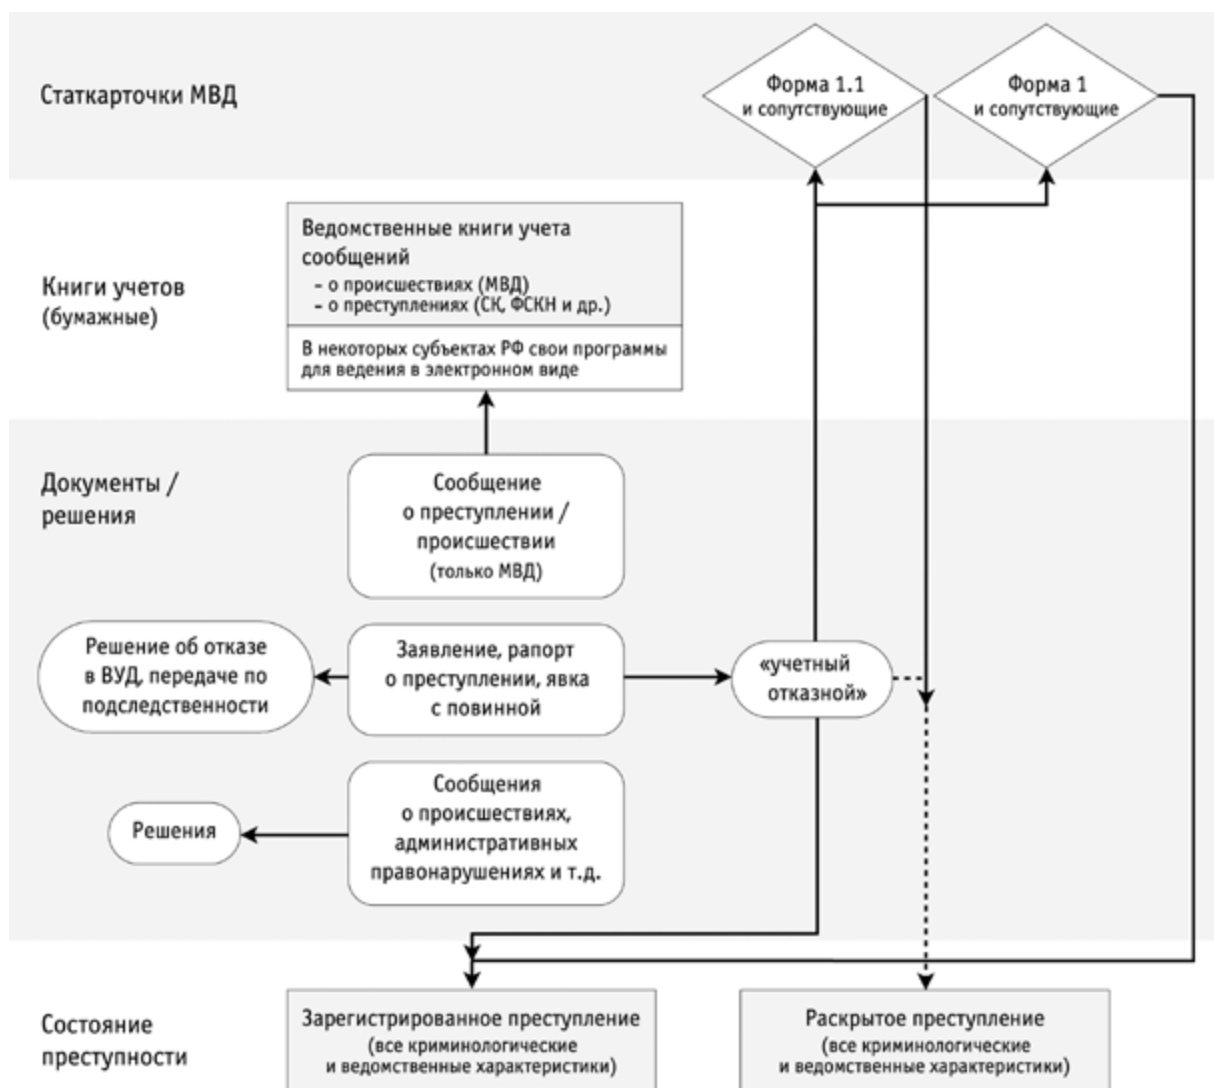 Статкарточки МВД
Форма 1.1
и сопутствующие
Форма 1
и сопутствующие
Книги учетов
(бумажные)
Ведомственные книги учета
сообщений
– о происшествиях (МВД)
– о преступлениях (СК, ФСКН и др.)
В некоторых субъектах РФ свои программы
для ведения в электронном виде
Документы /
решения
Сообщение
о преступлении /
происшествии
(только МВД)
Решение об отказе
в ВУД, передаче по
подследственности
Заявление, рапорт
о преступлении, явка
с повинной
«учетный
отказной»
Решения
Сообщения
о происшествиях,
административных
правонарушениях и т.д.
Состояние
преступности
Зарегистрированное преступление
(все криминологические
и ведомственные характеристики)
Раскрытое преступление
(все криминологические
и ведомственные характеристики)